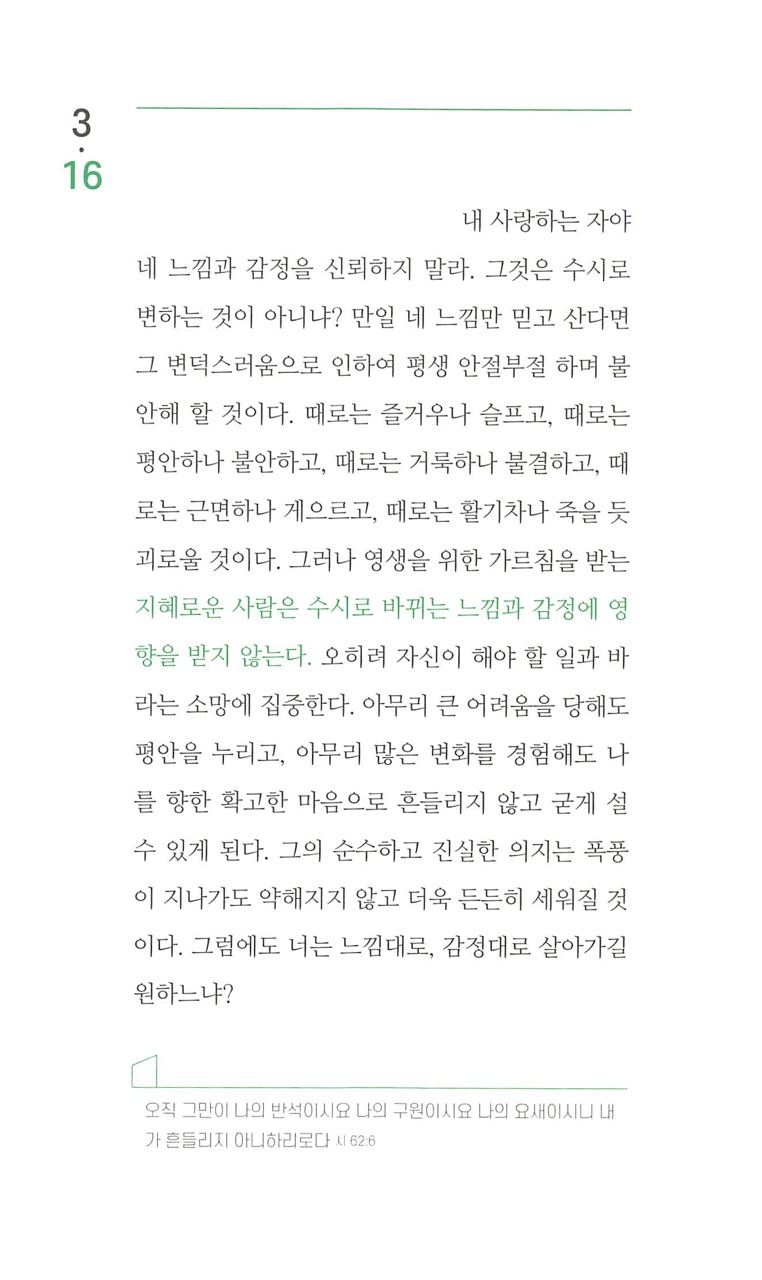 3
·
16
내 사랑하는 자야
네 느낌과 감정을 신뢰하지 말라. 그것은 수시로
변하는 것이 아니냐? 만일 네 느낌만 믿고 산다면
그 변덕스러움으로 인하여 평생 안절부절 하며 불
안해 할 것이다. 때로는 즐거우나 슬프고, 때로는
평안하나 불안하고, 때로는 거룩하나 불결하고, 때
로는 근면하나 게으르고, 때로는 활기차나 죽을 듯
괴로울 것이다. 그러나 영생을 위한 가르침을 받는
지혜로운 사람은 수시로 바뀌는 느낌과 감정에 영
향을 받지 않는다. 오히려 자신이 해야 할 일과 바
라는 소망에 집중한다. 아무리 큰 어려움을 당해도
평안을 누리고, 아무리 많은 변화를 경험해도 나
를 향한 확고한 마음으로 흔들리지 않고 굳게 설
수 있게 된다. 그의 순수하고 진실한 의지는 폭풍
이 지나가도 약해지지 않고 더욱 든든히 세워질 것
이다. 그럼에도 너는 느낌대로, 감정대로 살아가길
원하느냐?
오직 그만이 나의 반석이시요 나의 구원이시요 나의 요새이시니 내
가 흔들리지 아니하리로다 시 62:6